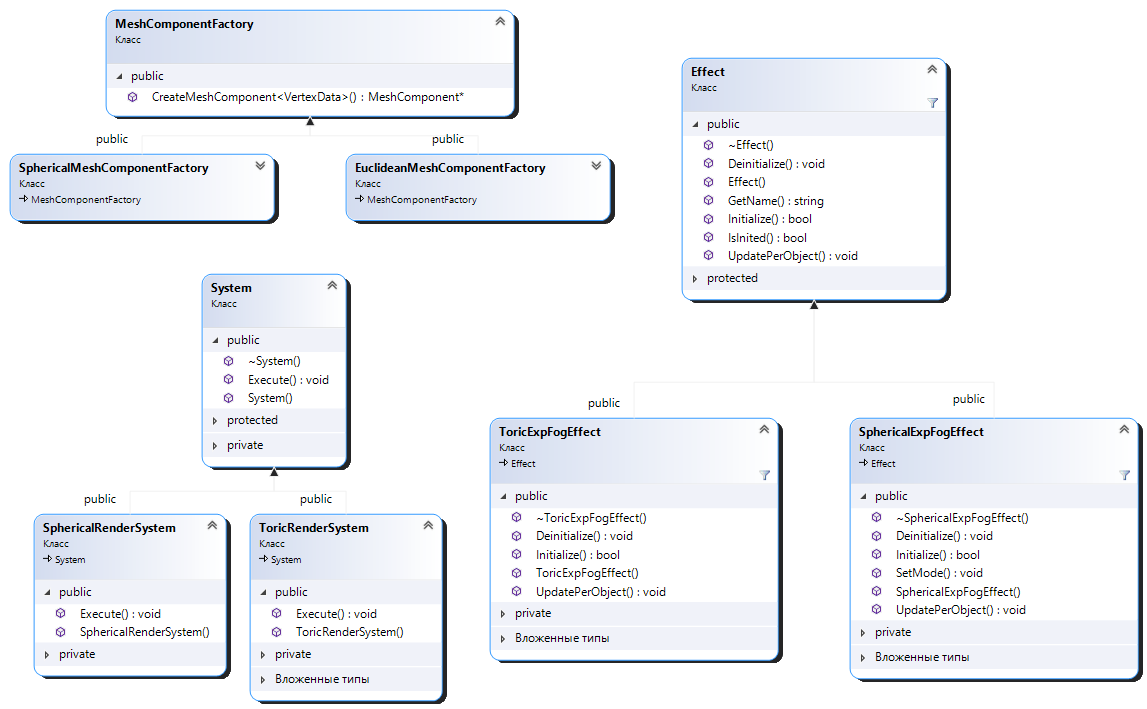 MeshComponentFactory
Класс
public
CreateMeshComponent<VertexData>() : MeshComponent*
public
public
SphericalMeshComponentFactory
Класс
MeshComponentFactory
EuclideanMeshComponentFactory
Класс
MeshComponentFactory
Effect
Класс
public
~Effect()
Deinitialize() : void
Effect()
GetName() : string
Initialize() : bool
IsInited() : bool
UpdatePerObject() : void
protected
System
Класс
public
~System()
Execute() : void
System()
protected
private
public
public
SphericalRenderSystem
Класс
System
public
Execute() : void
SphericalRenderSystem()
private
ToricRenderSystem
Класс
System
public
Execute() : void
ToricRenderSystem()
private
Вложенные типы
public
public
ToricExpFogEffect
Класс
Effect
public
~ToricExpFogEffect()
Deinitialize() : void
Initialize() : bool
ToricExpFogEffect()
UpdatePerObject() : void
private
Вложенные типы
SphericalExpFogEffect
Класс
Effect
public
~SphericalExpFogEffect()
Deinitialize() : void
Initialize() : bool
SetMode() : void
SphericalExpFogEffect()
UpdatePerObject() : void
private
Вложенные типы